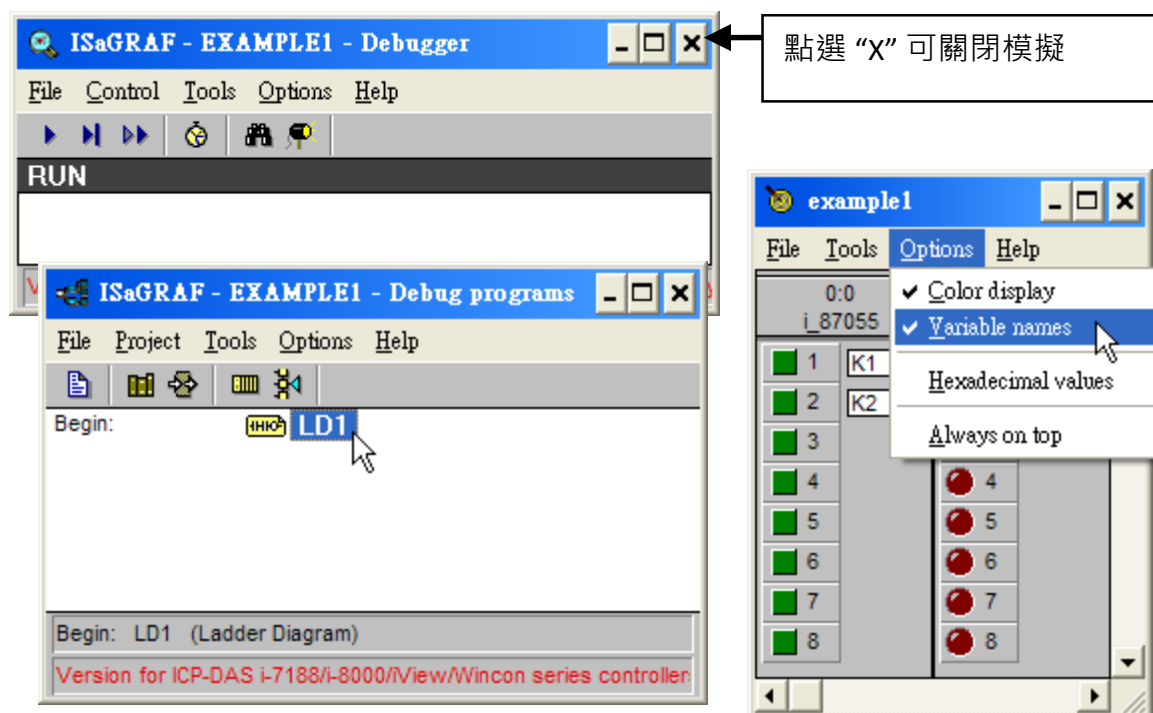 ISaGRAF - EXAMPLE1 - Debugger
File Control Tools Options Help
RUN
點選 “X” 可關閉模擬
ISaGRAF - EXAMPLE1 - Debug programs
File Project Tools Options Help
Begin: LD1
Begin: LD1 (Ladder Diagram)
Version for ICP-DAS i-7188/i-8000/iView/Wincon series controller
example1
File Tools Options Help
0:0
i_87055
Color display
Variable names
Hexadecimal values
Always on top
1 K1
2 K2
3
4 4
5 5
6 6
7 7
8 8